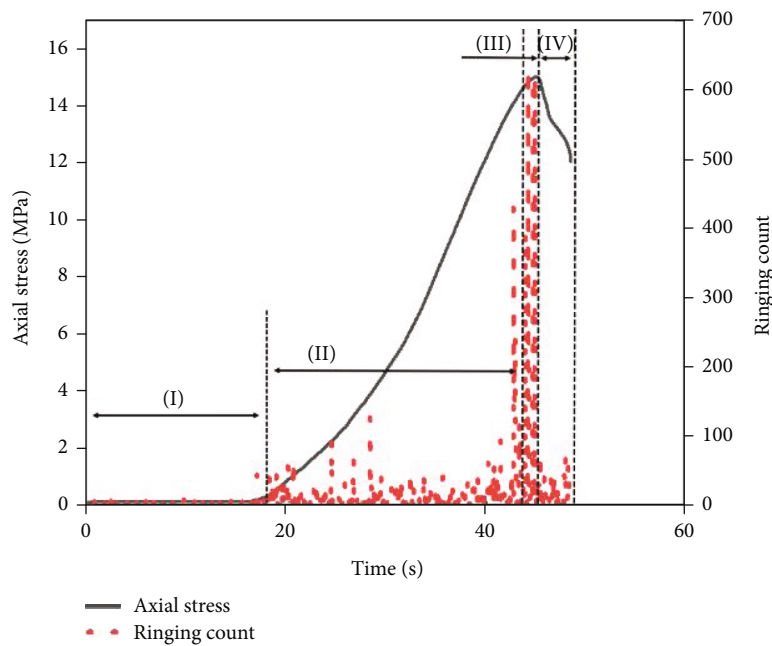 700
16
(III)
(IV)
600
14
500
12
400
10
Axial stress (MPa)
Ringing count
8
300
6
(II)
200
4
(I)
100
2
0
0
0
20
40
60
Time (s)
Axial stress
Ringing count